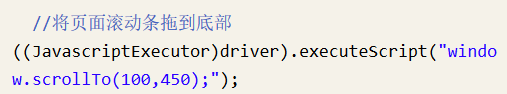 //将页面滚动条拖到底部
((JavascriptExecutor)driver).executeScript("windo
w.scrollTo(100,450);");